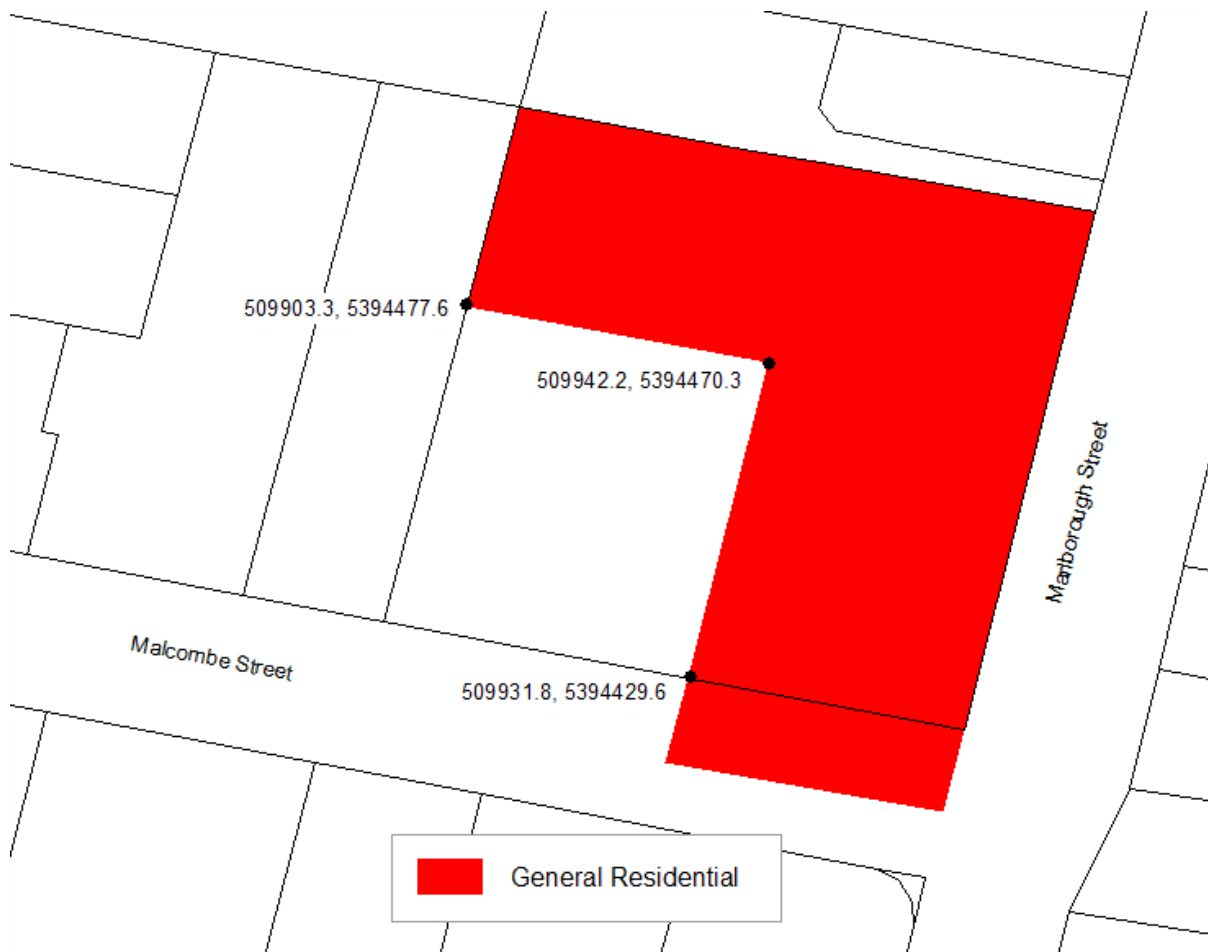 509903.3, 5394477.6
509942.2, 5394470.3
Marlborough Street
Malcombe Street
509931.8, 5394429.6
General Residential